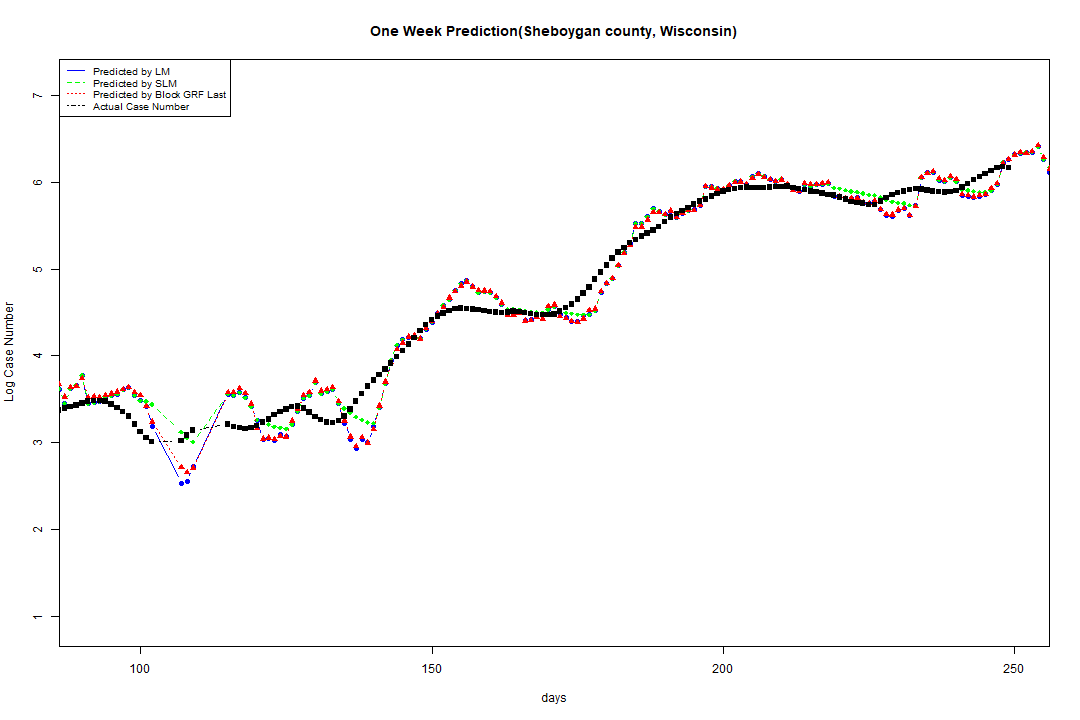 One Week Prediction(Sheboygan county, Wisconsin)
Predicted by LM
Predicted by SLM
Predicted by Block GRF Last
Actual Case Number
7
6
5
4
3
2
1
Log Case Number
100
150
200
250
days